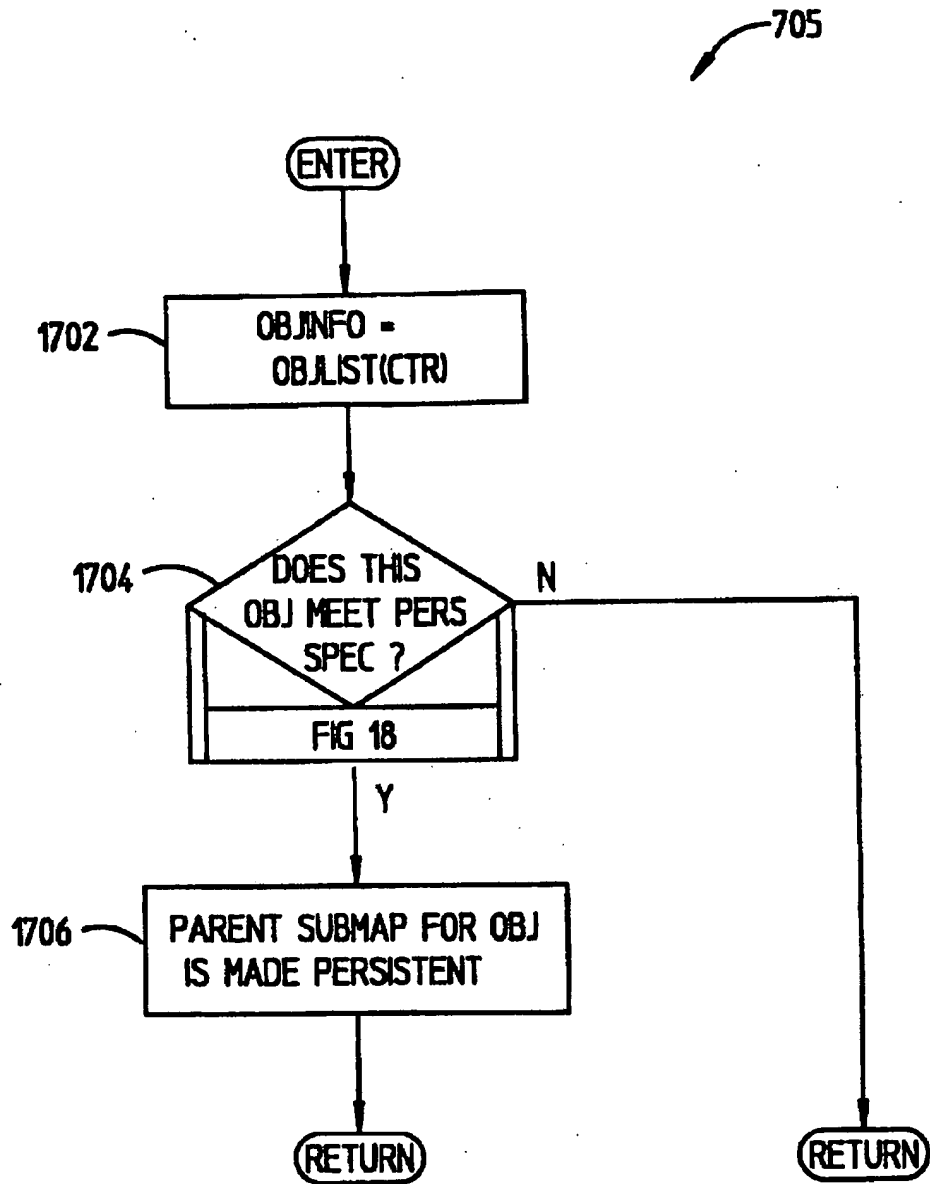 705
ENTER
1702
OBJINFO =
OBJLIST(CTR)
1704
DOES THIS
OBJ MEET PERS
SPEC ?
N
FIG 18
Y
1706
PARENT SUBMAP FOR OBJ
IS MADE PERSISTENT
RETURN
RETURN